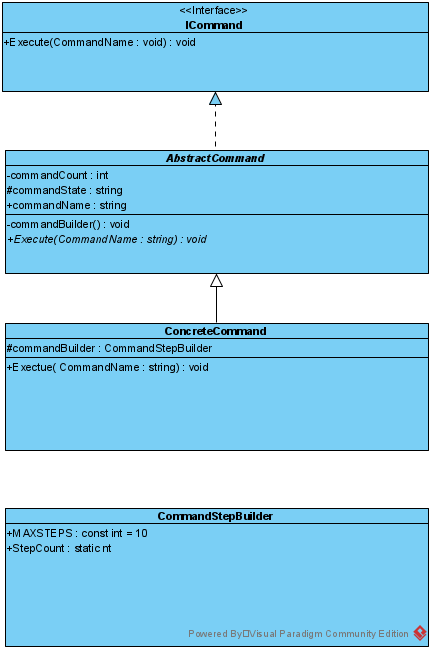 <<Interface>>
ICommand
+Execute(CommandName : void) : void
AbstractCommand
-commandCount : int
#commandState : string
+commandName : string
-commandBuilder() : void
+Execute(CommandName : string) : void
ConcreteCommand
#commandBuilder : CommandStepBuilder
+Exectue( CommandName : string) : void
CommandStepBuilder
+MAXSTEPS : const int = 10
+StepCount : static nt
Powered By Visual Paradigm Community Edition